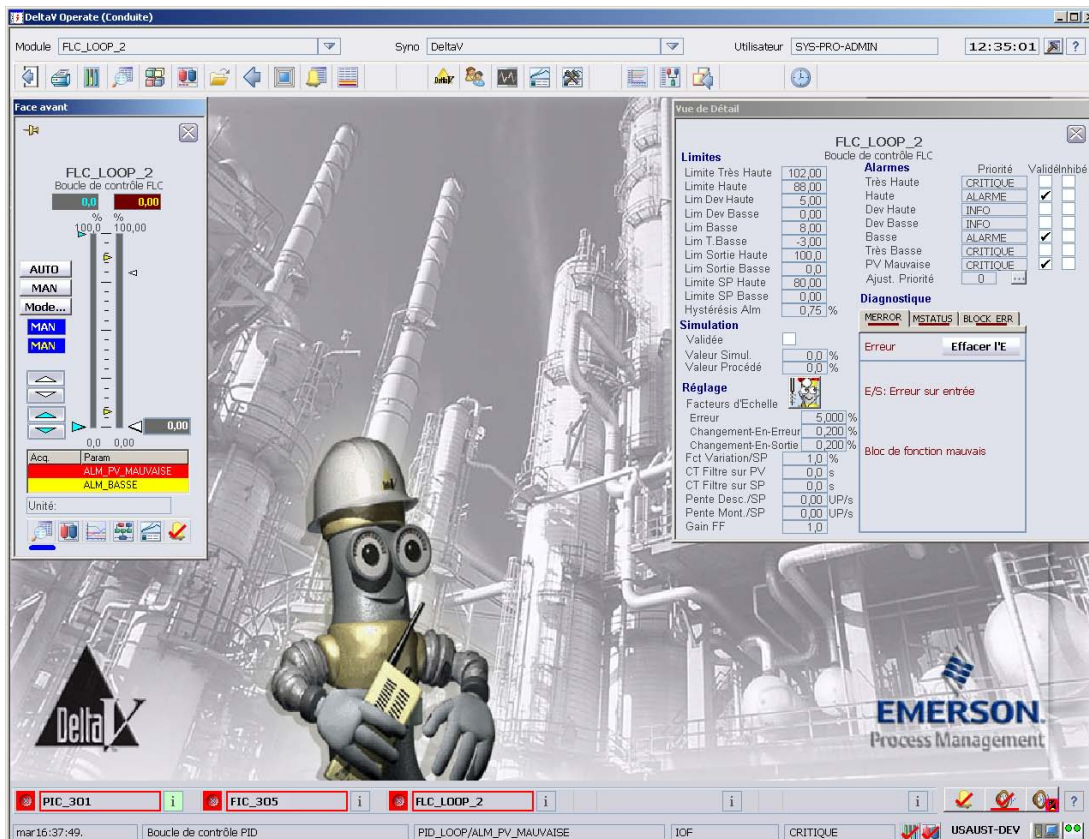 DeltaV Operate (Conduite)
Module FLC_LOOP_2 Syno DeltaV Utilisateur SYS-PRO-ADMIN 12:35:01 ?
DeltaV
Face avant
FLC_LOOP_2
Boucle de contrôle FLC
0,0 0,00
% %
100,0 100,00
AUTO
MAN
Mode...
MAN
MAN
0,00
0,0 0,00
Acq. Param
ALM_PV_MAUVAISE
ALM_BASSE
Unité:
Vue de Détail
FLC_LOOP_2
Boucle de contrôle FLC
Limites
Limite Très Haute 102,00
Limite Haute 88,00
Lim Dev Haute 5,00
Lim Dev Basse 0,00
Lim Basse 8,00
Lim T.Basse -3,00
Lim Sortie Haute 100,0
Lim Sortie Basse 0,0
Limite SP Haute 80,00
Limite SP Basse 0,00
Hystérésis Alm 0,75 %
Simulation
Validée
Valeur Simul. 0,0 %
Valeur Procédé 0,0 %
Réglage
Facteurs d'Echelle
Erreur 5,000 %
Changement-En-Erreur 0,200 %
Changement-En-Sortie 0,200 %
Fct Variation/SP 1,0 %
CT Filtre sur PV 0,0 s
CT Filtre sur SP 0,0 s
Pente Desc./SP 0,00 UP/s
Pente Mont./SP 0,00 UP/s
Gain FF 1,0
Alarmes Priorité Validé Inhibé
Très Haute CRITIQUE
Haute ALARME
Dev Haute INFO
Dev Basse INFO
Basse ALARME
Très Basse CRITIQUE
PV Mauvaise CRITIQUE
Ajust. Priorité 0 ...
Diagnostique
MERROR MSTATUS BLOCK_ERR
Erreur Effacer l'E
E/S: Erreur sur entrée
Bloc de fonction mauvais
DeltaV
EMERSON.
Process Management
PIC_301 i FIC_305 i FLC_LOOP_2 i i i ?
mar16:37:49. Boucle de contrôle PID PID_LOOP/ALM_PV_MAUVAISE IOF CRITIQUE USAUST-DEV